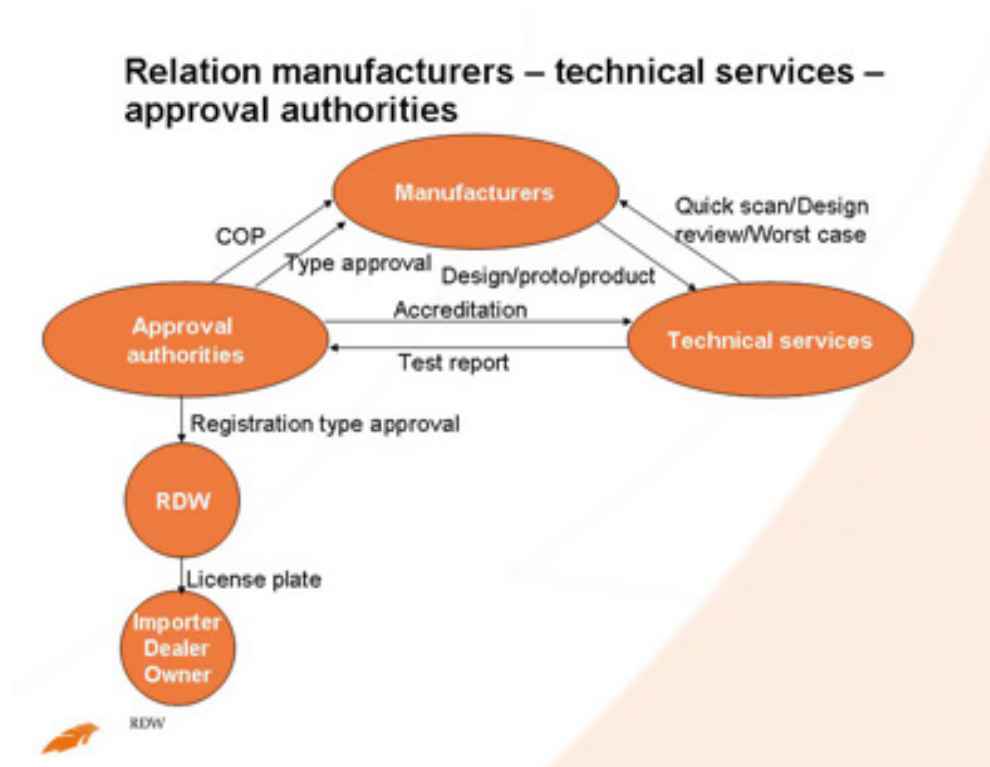 Relation manufacturers – technical services –
approval authorities
Manufacturers
Quick scan/Design
review/Worst case
COP
Type approval
Design/proto/product
Accreditation
Approval
authorities
Technical services
Test report
Registration type approval
RDW
License plate
Importer
Dealer
Owner
RDW